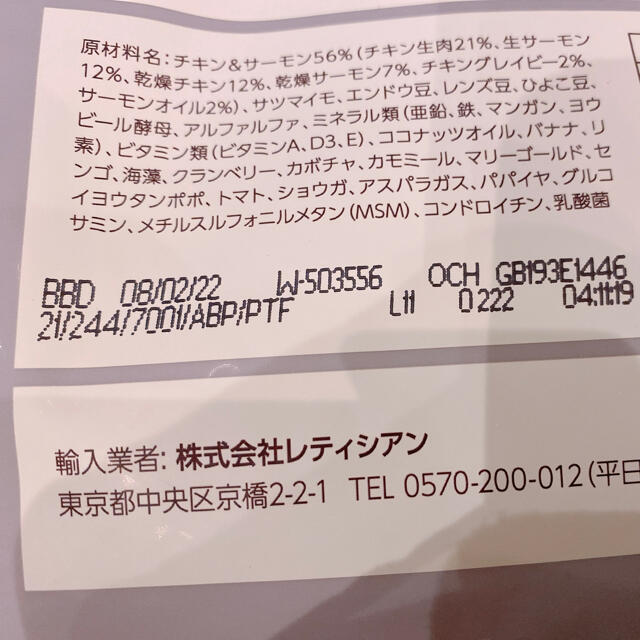 原材料名：チキン&サーモン56%（チキン生肉21%、生サーモン
12%、乾燥チキン12%、乾燥サーモン7%、チキングレイビー2%、
サーモンオイル2%）、サツマイモ、エンドウ豆、レンズ豆、ひよこ豆、
ビール酵母、アルファルファ、ミネラル類（亜鉛、鉄、マンガン、ヨウ
素）、ビタミン類（ビタミンA、D3、E）、ココナッツオイル、バナナ、リ
ンゴ、海藻、クランベリー、カボチャ、カモミール、マリーゴールド、セ
イヨウタンポポ、トマト、ショウガ、アスパラガス、パパイヤ、グルコ
サミン、メチルスルフォニルメタン（MSM）、コンドロイチン、乳酸菌
BBD 08/02/22 W-503556 OCH GB193E1446
21/244/7001/ABP/PTF L11 0222 04:11:19
輸入業者: 株式会社レティシアン
東京都中央区京橋2-2-1 TEL 0570-200-012（平日